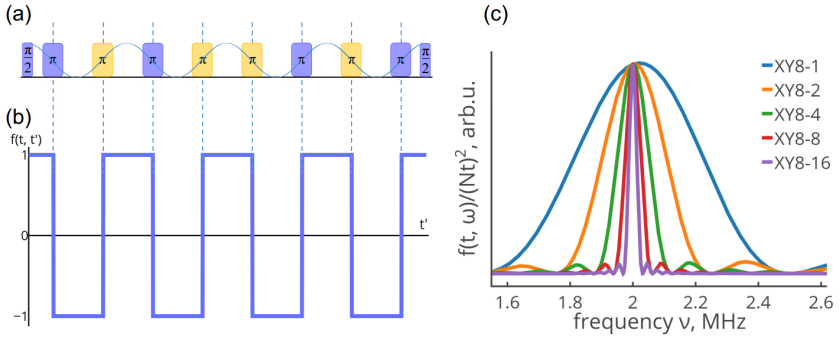 (a)
π/2 π π π π π π π π π/2
(b)
f(t, t')
1
0
−1
t'
(c)
f(t, ω)/(Nt)², arb.u.
XY8-1
XY8-2
XY8-4
XY8-8
XY8-16
1.6 1.8 2 2.2 2.4 2.6
frequency ν, MHz